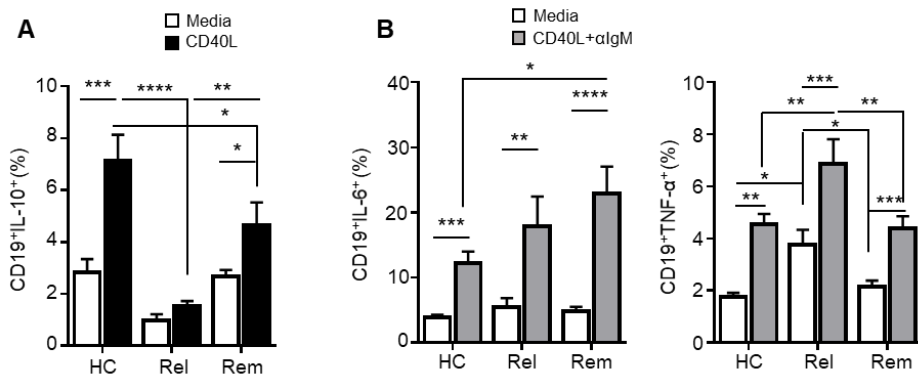 A
Media
CD40L
CD19+IL-10+(%)
10
8
6
4
2
0
***
****
**
*
*
HC
Rel
Rem
B
Media
CD40L+αIgM
CD19+IL-6+(%)
40
30
20
10
0
*
****
**
***
HC
Rel
Rem
CD19+TNF-α+(%)
10
8
6
4
2
0
***
**
**
*
*
**
***
HC
Rel
Rem